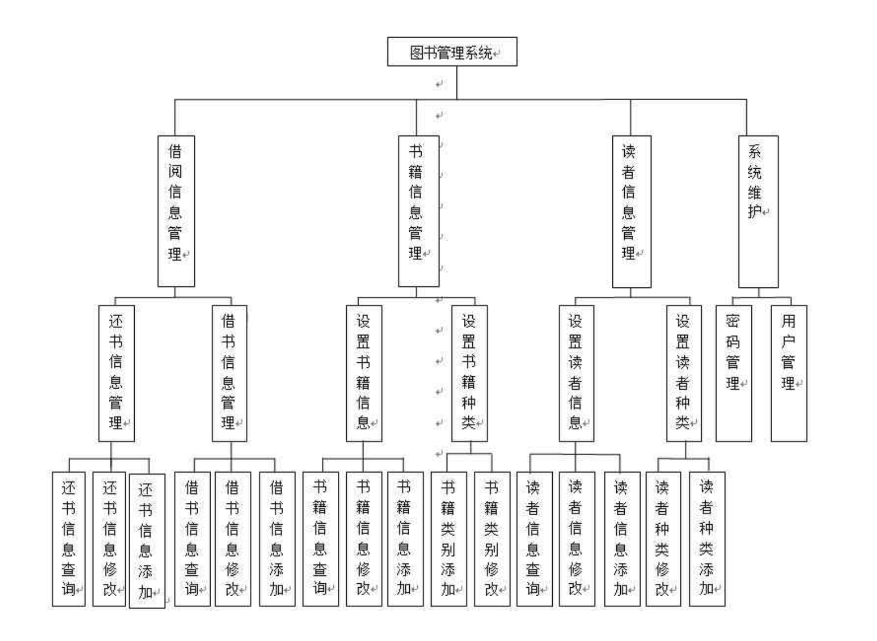 图书管理系统
借阅信息管理
书籍信息管理
读者信息管理
系统维护
还书信息管理
借书信息管理
设置书籍信息
设置书籍种类
设置读者信息
设置读者种类
密码管理
用户管理
还书信息查询
还书信息修改
还书信息添加
借书信息查询
借书信息修改
借书信息添加
书籍信息查询
书籍信息修改
书籍信息添加
书籍类别添加
书籍类别修改
读者信息查询
读者信息修改
读者信息添加
读者种类修改
读者种类添加